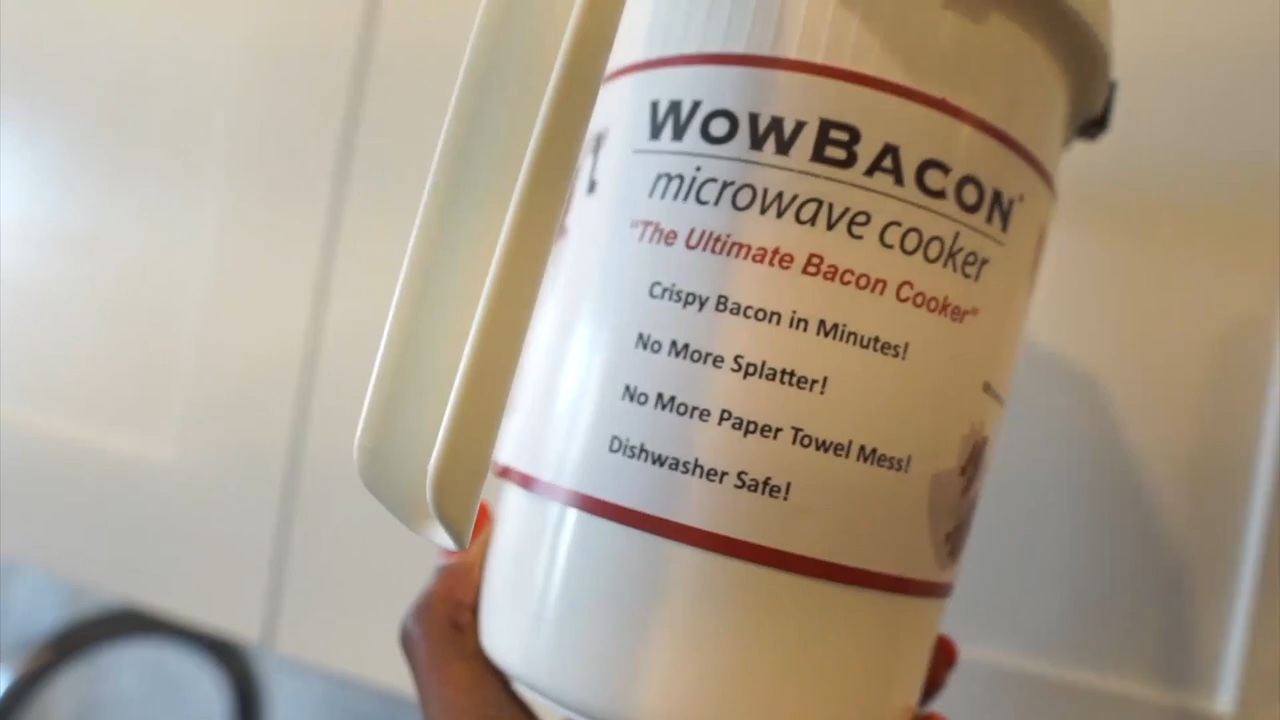 WowBacon®
microwave cooker
"The Ultimate Bacon Cooker"
Crispy Bacon in Minutes!
No More Splatter!
No More Paper Towel Mess!
Dishwasher Safe!